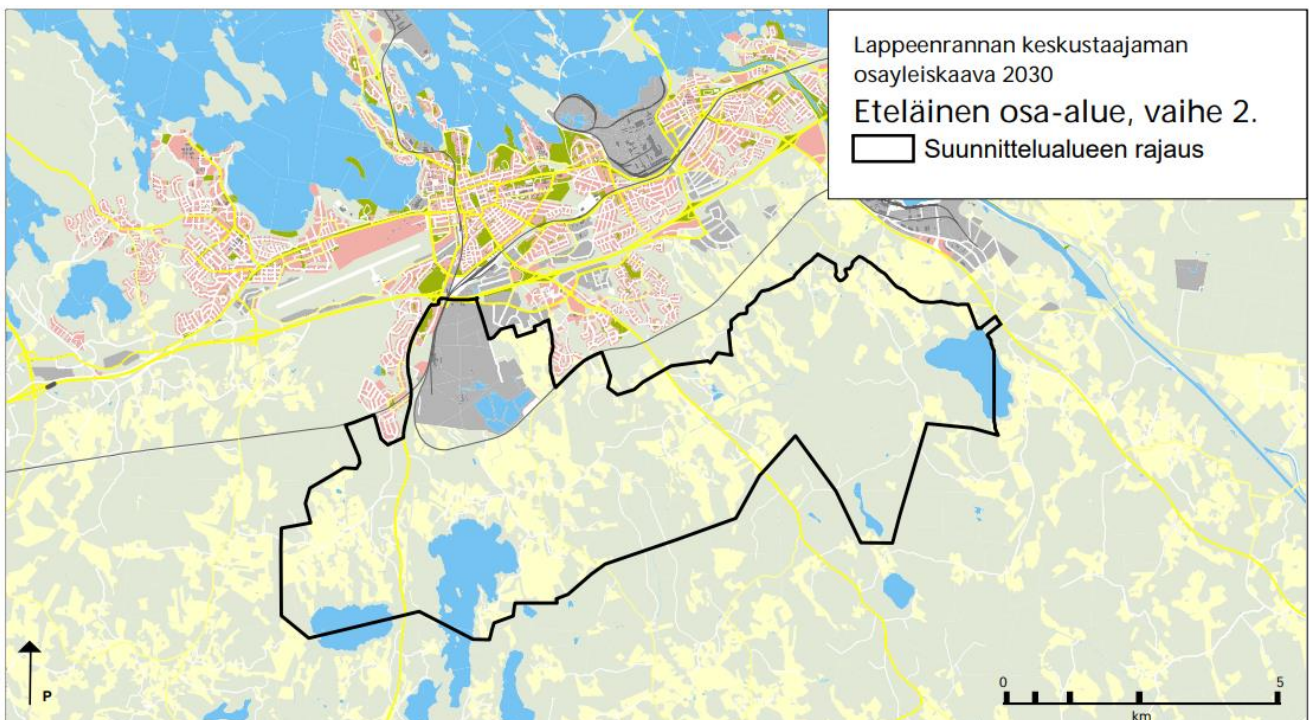 Lappeenrannan keskustaajaman
osayleiskaava 2030
Eteläinen osa-alue, vaihe 2.
Suunnittelualueen rajaus
P
0 5
km